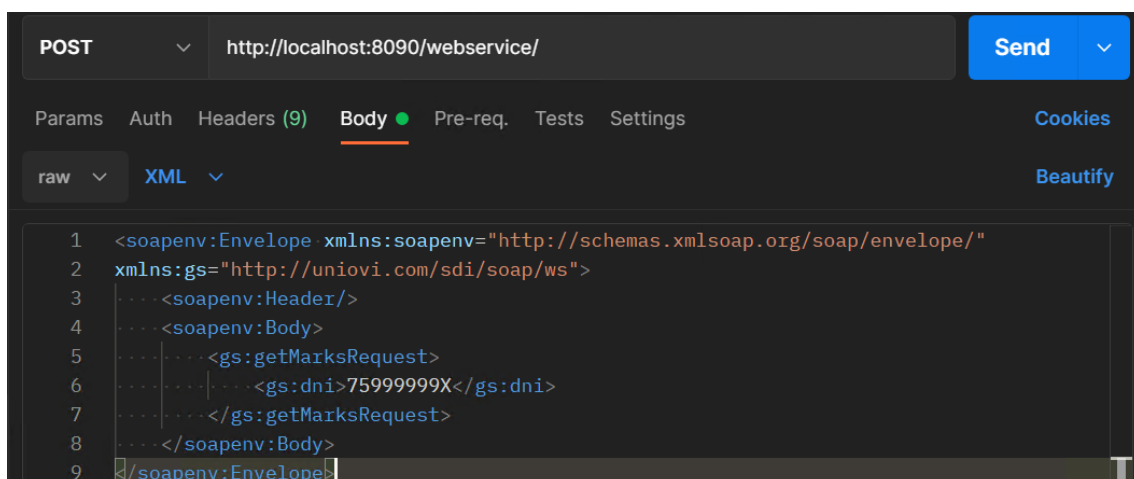 POST http://localhost:8090/webservice/ Send
Params Auth Headers (9) Body Pre-req. Tests Settings Cookies
raw XML Beautify
1 <soapenv:Envelope xmlns:soapenv="http://schemas.xmlsoap.org/soap/envelope/"
2 xmlns:gs="http://uniovi.com/sdi/soap/ws">
3 <soapenv:Header/>
4 <soapenv:Body>
5 <gs:getMarksRequest>
6 <gs:dni>75999999X</gs:dni>
7 </gs:getMarksRequest>
8 </soapenv:Body>
9 </soapenv:Envelope>